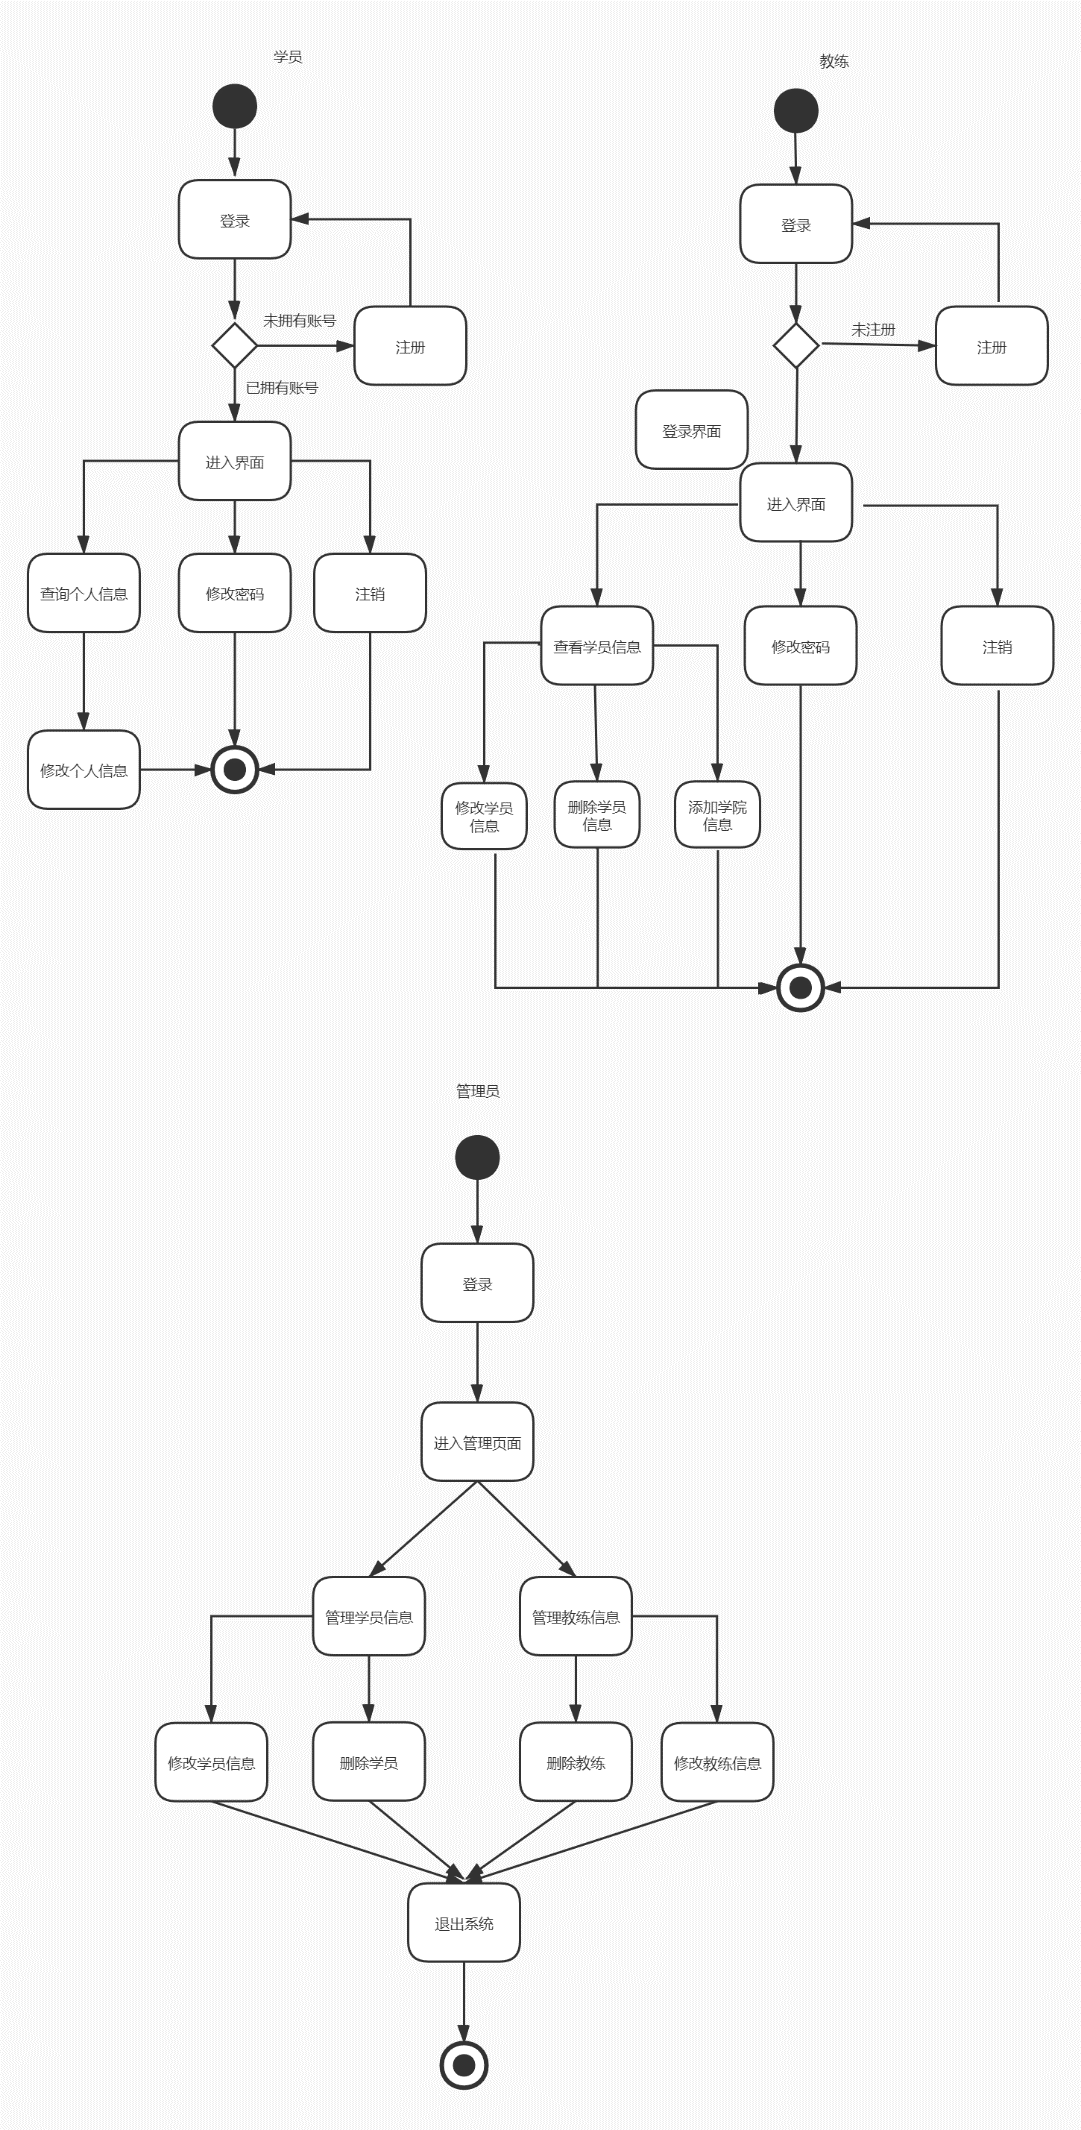 学员
登录
未拥有账号
注册
已拥有账号
进入界面
查询个人信息
修改密码
注销
修改个人信息
教练
登录
未注册
注册
登录界面
进入界面
查看学员信息
修改密码
注销
修改学员
信息
删除学员
信息
添加学院
信息
管理员
登录
进入管理页面
管理学员信息
管理教练信息
修改学员信息
删除学员
删除教练
修改教练信息
退出系统